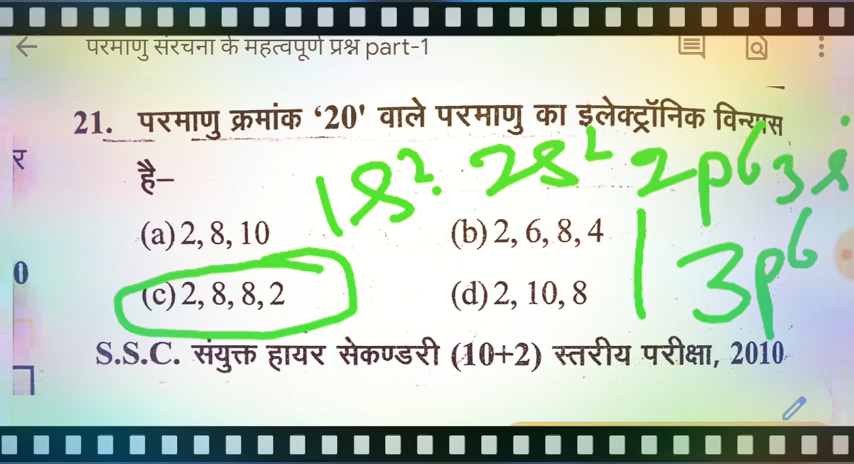 परमाणु संरचना के महत्वपूर्ण प्रश्न part-1
21. परमाणु क्रमांक ‘20' वाले परमाणु का इलेक्ट्रॉनिक विन्यास
र
है–
1s². 2s² 2p⁶ 3s
(a) 2, 8, 10 (b) 2, 6, 8, 4
3p⁶
0
(c) 2, 8, 8, 2 (d) 2, 10, 8
S.S.C. संयुक्त हायर सेकण्डरी (10+2) स्तरीय परीक्षा, 2010